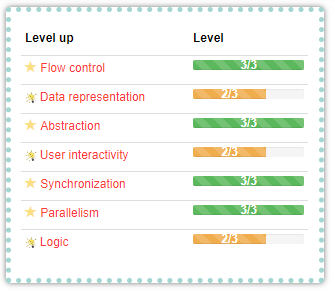 Level up Level
Flow control 3/3
Data representation 2/3
Abstraction 3/3
User interactivity 2/3
Synchronization 3/3
Parallelism 3/3
Logic 2/3